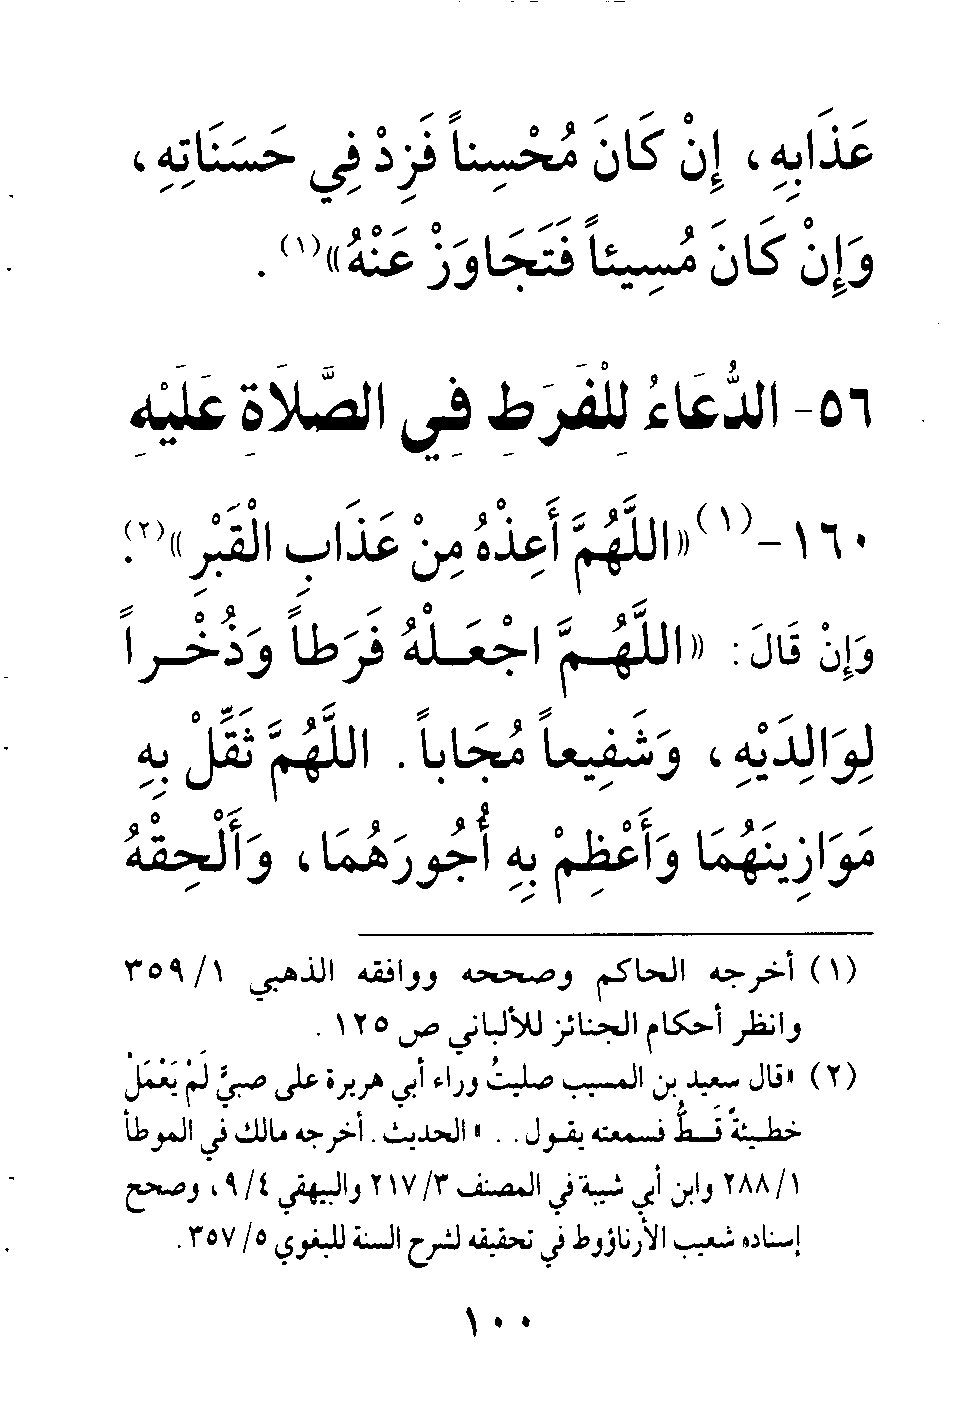 عَذَابِهِ، إِنْ كَانَ مُحْسِناً فَزِدْ فِي حَسَنَاتِهِ،
وَإِنْ كَانَ مُسِيئاً فَتَجَاوَزْ عَنْهُ»(١).
٥٦- الدُّعَاءُ لِلْفَرَطِ فِي الصَّلَاةِ عَلَيْهِ
١٦٠-(١) «اللَّهُمَّ أَعِذْهُ مِنْ عَذَابِ الْقَبْرِ»(٢).
وَإِنْ قَالَ: «اللَّهُمَّ اجْعَلْهُ فَرَطاً وَذُخْراً
لِوَالِدَيْهِ، وَشَفِيعاً مُجَاباً. اللَّهُمَّ ثَقِّلْ بِهِ
مَوَازِينَهُمَا وَأَعْظِمْ بِهِ أُجُورَهُمَا، وَأَلْحِقْهُ
(١) أخرجه الحاكم وصححه ووافقه الذهبي ١/ ٣٥٩
وانظر أحكام الجنائز للألباني ص ١٢٥.
(٢) «قال سعيد بن المسيب صليتُ وراء أبي هريرة على صبيٍّ لَمْ يَعْمَلْ
خطيئةً قَطُّ فسمعته يقول . . » الحديث. أخرجه مالك في الموطأ
١/ ٢٨٨ وابن أبي شيبة في المصنف ٣/ ٢١٧ والبيهقي ٤/ ٩، وصحح
إسناده شعيب الأرناؤوط في تحقيقه لشرح السنة للبغوي ٥/ ٣٥٧.
١٠٠